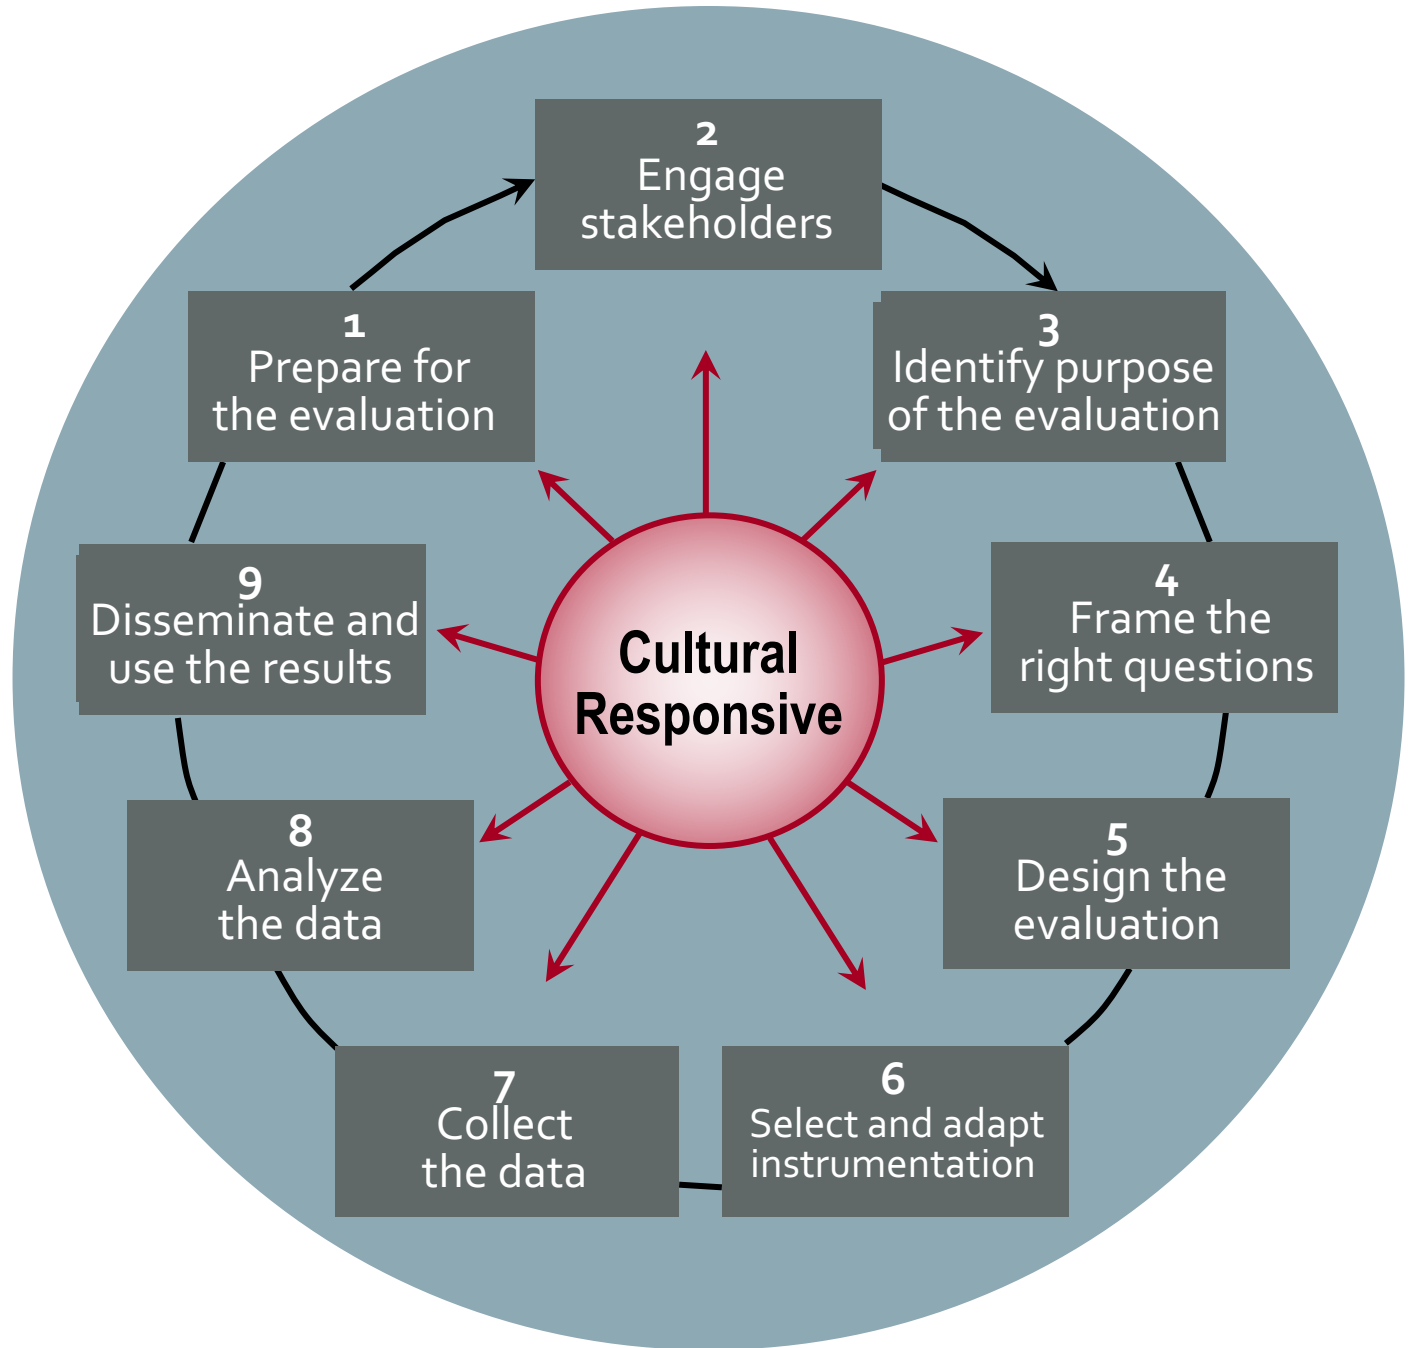 1
Prepare for
the evaluation
2
Engage
stakeholders
3
Identify purpose
of the evaluation
4
Frame the
right questions
5
Design the
evaluation
6
Select and adapt
instrumentation
7
Collect
the data
8
Analyze
the data
9
Disseminate and
use the results
Cultural
Responsive